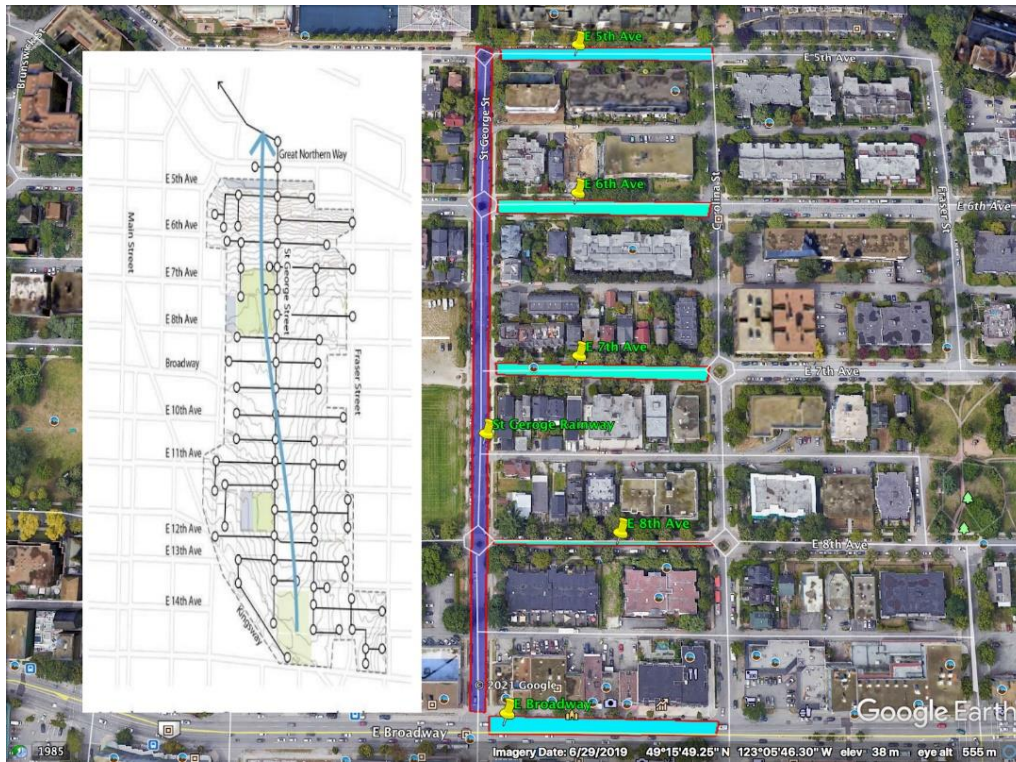 Brunswick St
E 5th Ave
E 5th Ave
St George St
E 6th Ave
Carolina St
Fraser St
E 6th Ave
E 7th Ave
E 7th Ave
St Geroge Rainway
E 8th Ave
E 8th Ave
© 2021 Google
E Broadway
E Broadway
Google Earth
1985
Imagery Date: 6/29/2019 49°15'49.25" N 123°05'46.30" W elev 38 m eye alt 555 m
Great Northern Way
E 5th Ave
Main Street
E 6th Ave
St George Street
E 7th Ave
E 8th Ave
Broadway
Fraser Street
E 10th Ave
E 11th Ave
E 12th Ave
E 13th Ave
E 14th Ave
Kingsway